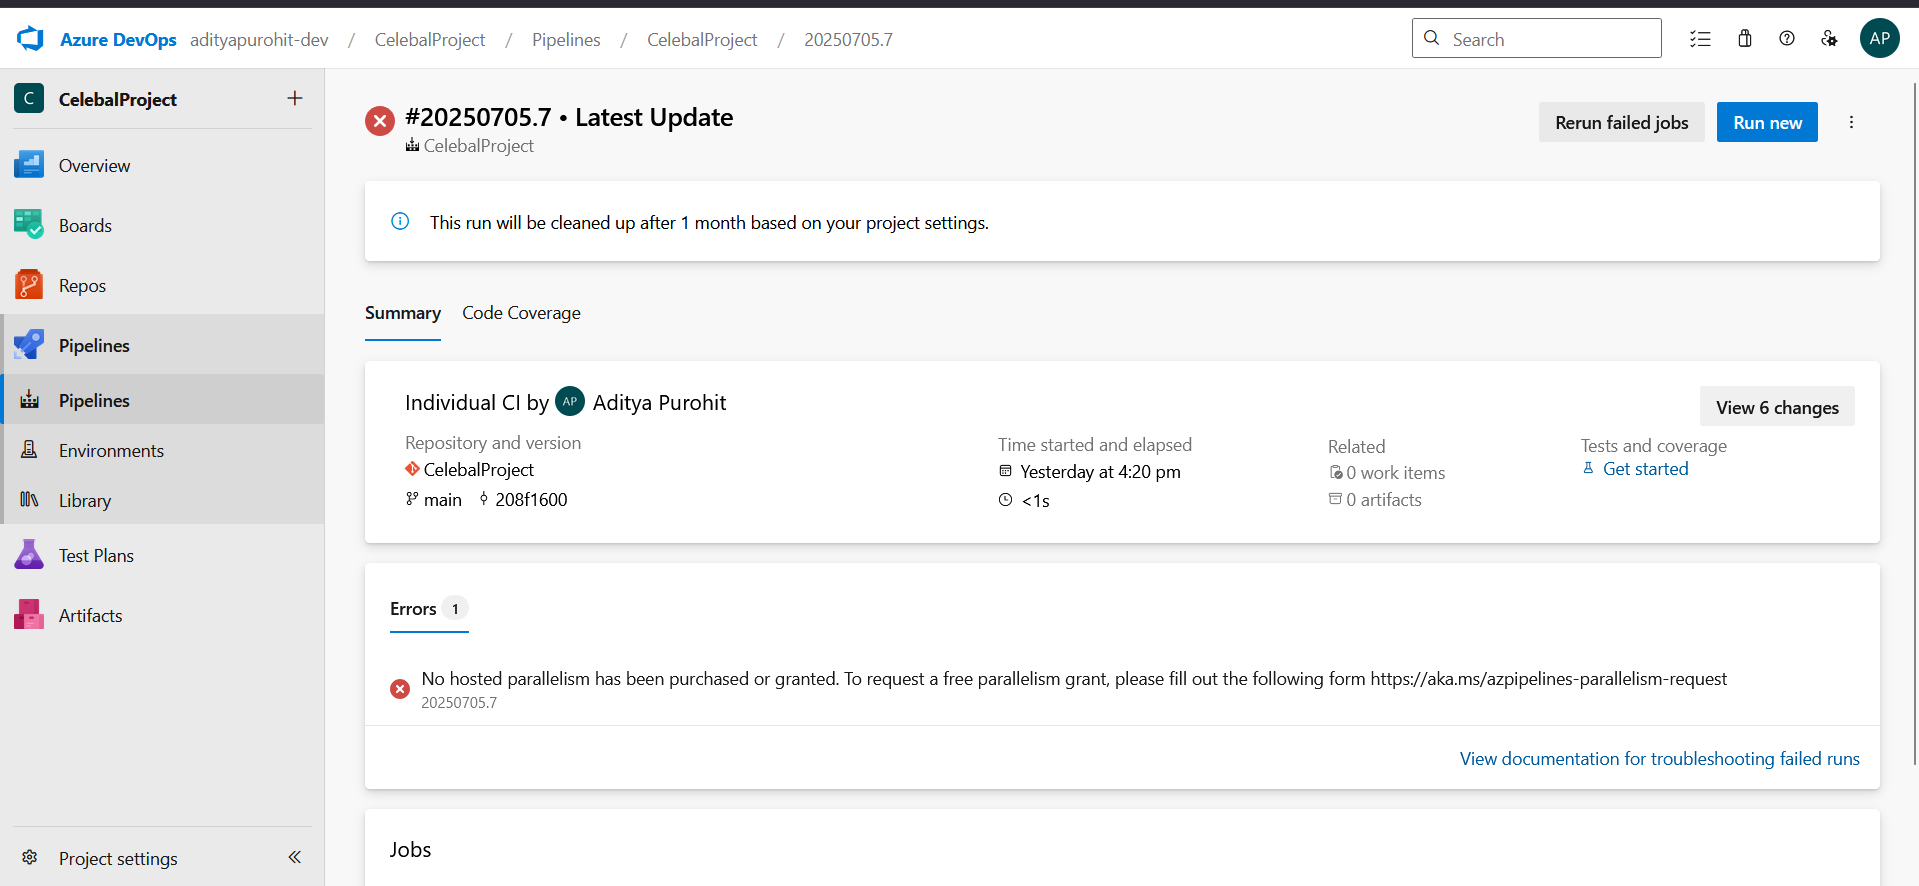 Azure DevOps adityapurohit-dev / CelebalProject / Pipelines / CelebalProject / 20250705.7
Search
AP
C CelebalProject +
Overview
Boards
Repos
Pipelines
Pipelines
Environments
Library
Test Plans
Artifacts
Project settings
#20250705.7 • Latest Update
CelebalProject
Rerun failed jobs
Run new
This run will be cleaned up after 1 month based on your project settings.
Summary Code Coverage
Individual CI by AP Aditya Purohit
View 6 changes
Repository and version
CelebalProject
main 208f1600
Time started and elapsed
Yesterday at 4:20 pm
<1s
Related
0 work items
0 artifacts
Tests and coverage
Get started
Errors 1
No hosted parallelism has been purchased or granted. To request a free parallelism grant, please fill out the following form https://aka.ms/azpipelines-parallelism-request
20250705.7
View documentation for troubleshooting failed runs
Jobs